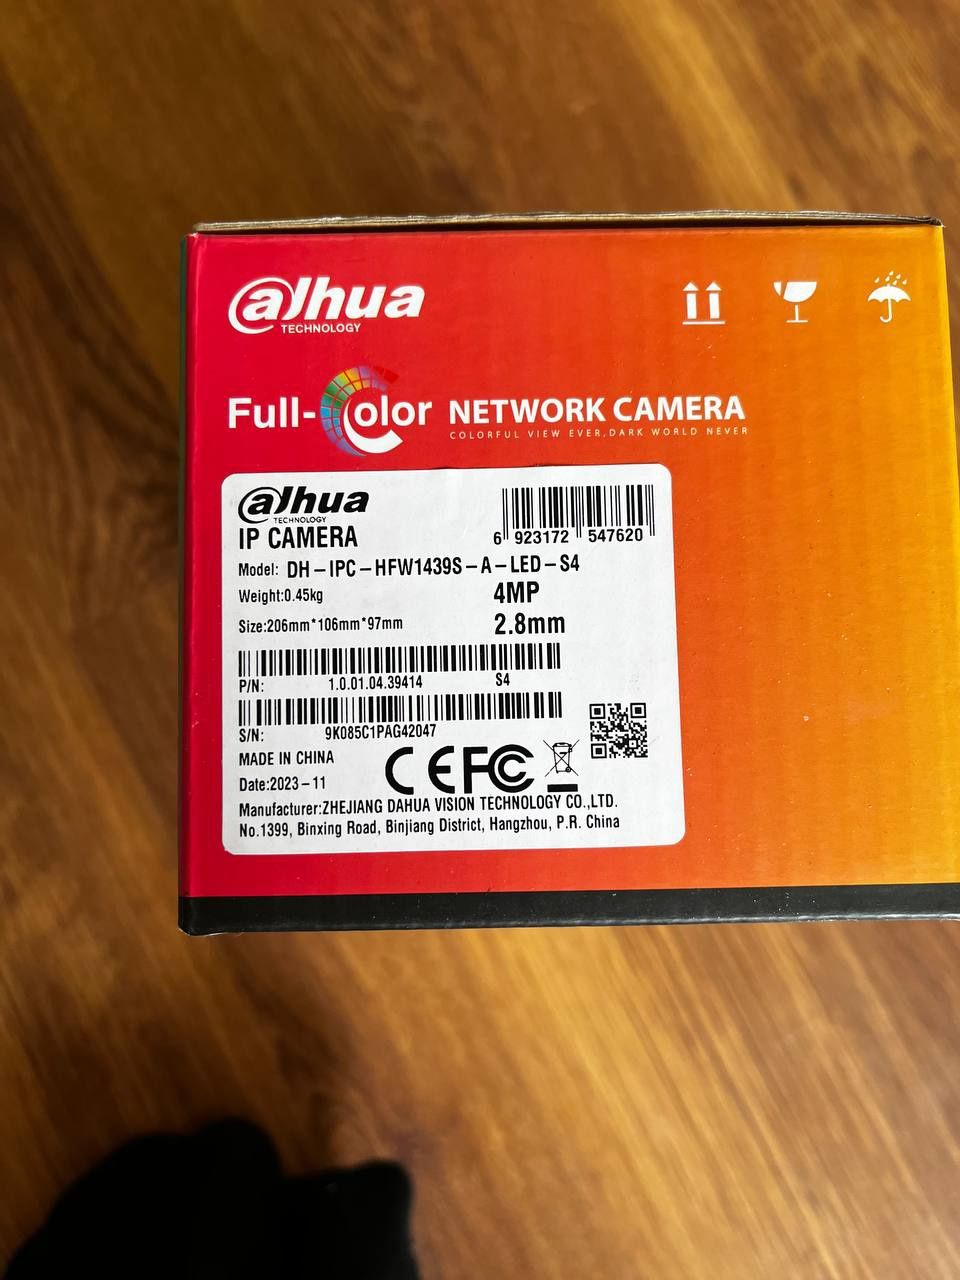 alhua
TECHNOLOGY
Full-Color NETWORK CAMERA
COLORFUL VIEW EVER, DARK WORLD NEVER
alhua
TECHNOLOGY
IP CAMERA
6 923172 547620
Model: DH-IPC-HFW1439S-A-LED-S4
Weight:0.45kg 4MP
Size:206mm*106mm*97mm 2.8mm
P/N: 1.0.01.04.39414 S4
S/N: 9K085C1PAG42047
MADE IN CHINA
CE FC
Date:2023-11
Manufacturer:ZHEJIANG DAHUA VISION TECHNOLOGY CO.,LTD.
No.1399, Binxing Road, Binjiang District, Hangzhou, P.R. China